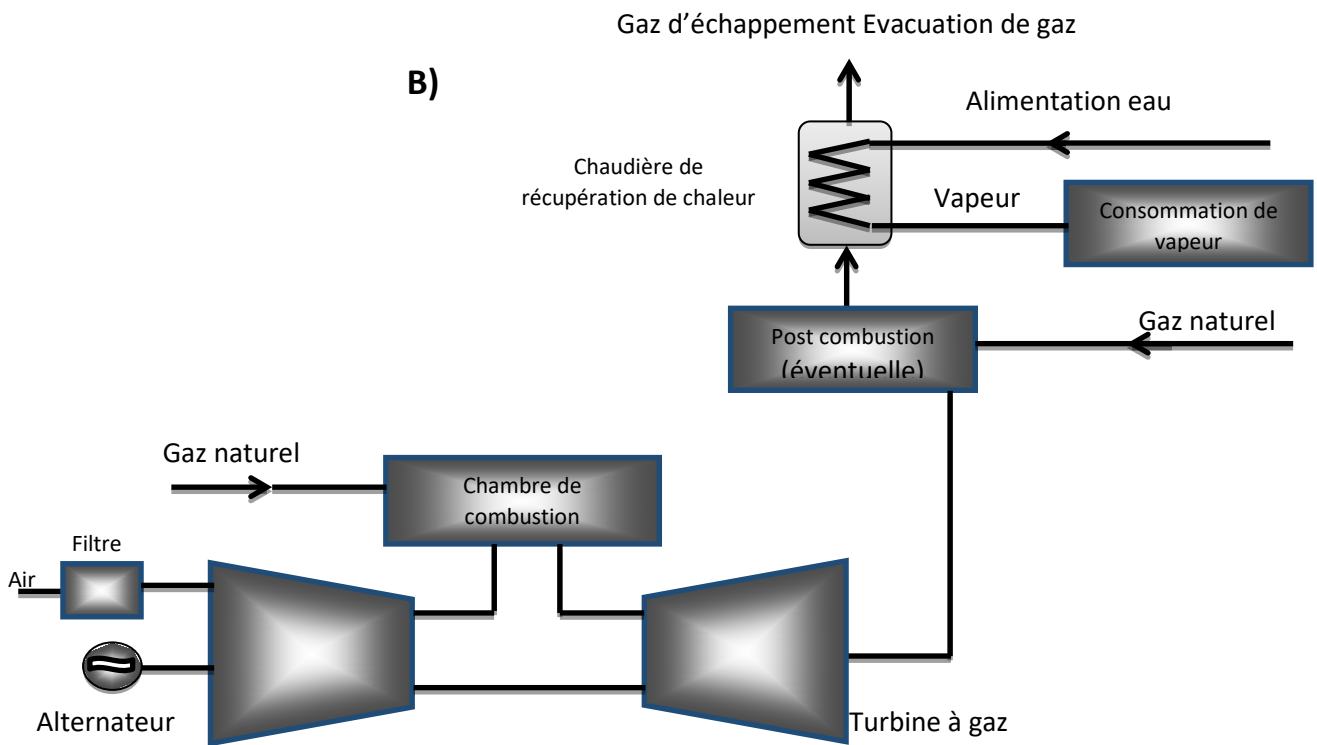 Gaz d'échappement Evacuation de gaz
B)
Alimentation eau
Chaudière de
récupération de chaleur
Vapeur
Consommation de
vapeur
Post combustion
(éventuelle)
Gaz naturel
Gaz naturel
Chambre de
combustion
Filtre
Air
Alternateur
Turbine à gaz